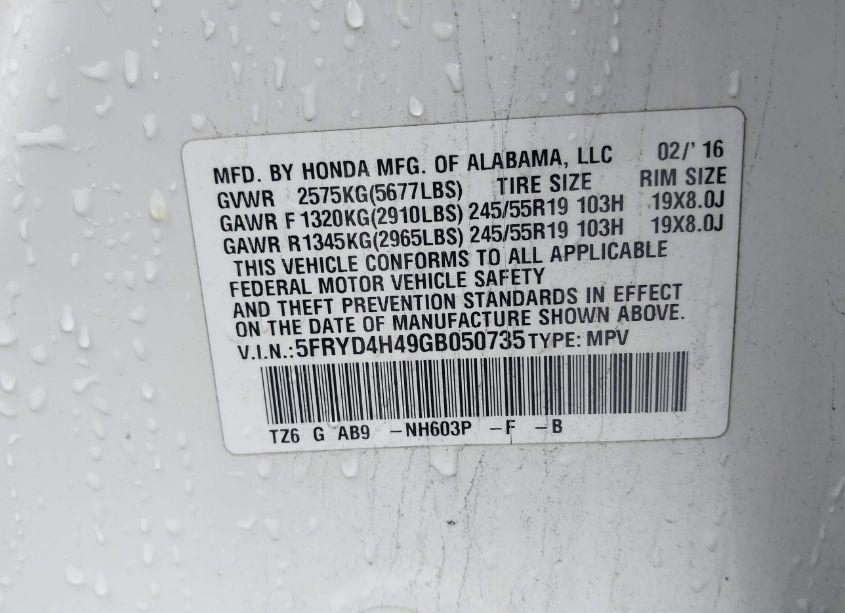 MFD. BY HONDA MFG. OF ALABAMA, LLC 02/' 16
GVWR 2575KG(5677LBS) TIRE SIZE RIM SIZE
GAWR F 1320KG(2910LBS) 245/55R19 103H 19X8.0J
GAWR R1345KG(2965LBS) 245/55R19 103H 19X8.0J
THIS VEHICLE CONFORMS TO ALL APPLICABLE
FEDERAL MOTOR VEHICLE SAFETY
AND THEFT PREVENTION STANDARDS IN EFFECT
ON THE DATE OF MANUFACTURE SHOWN ABOVE.
V.I.N.:5FRYD4H49GB050735 TYPE: MPV
TZ6 G AB9 -NH603P -F -B